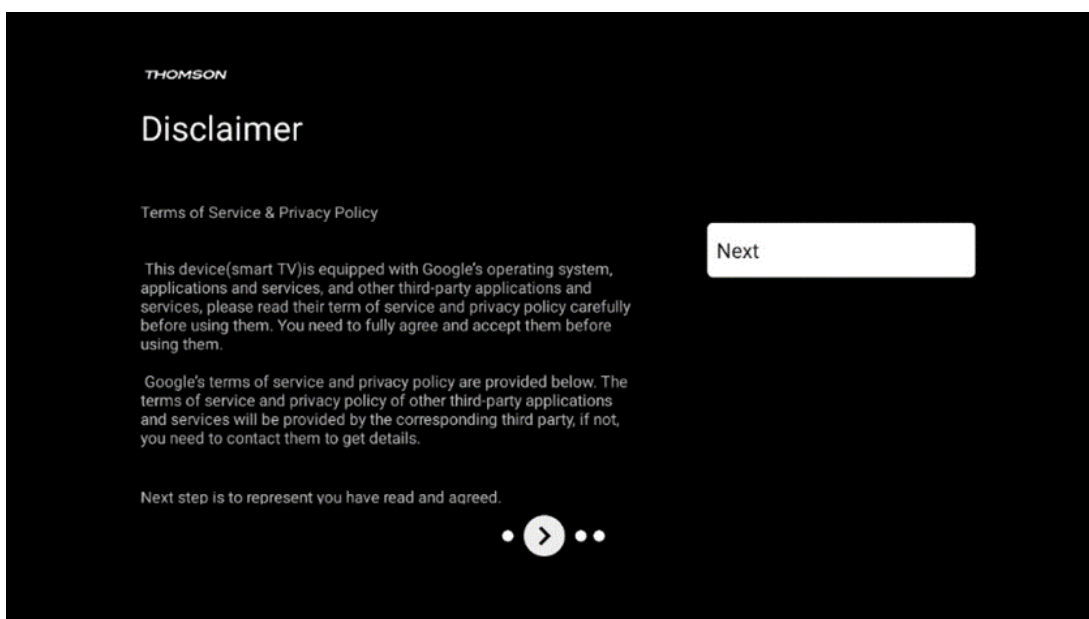 THOMSON
Disclaimer
Terms of Service & Privacy Policy
This device(smart TV)is equipped with Google's operating system,
applications and services, and other third-party applications and
services, please read their term of service and privacy policy carefully
before using them. You need to fully agree and accept them before
using them.
Google's terms of service and privacy policy are provided below. The
terms of service and privacy policy of other third-party applications
and services will be provided by the corresponding third party, if not,
you need to contact them to get details.
Next step is to represent you have read and agreed.
Next